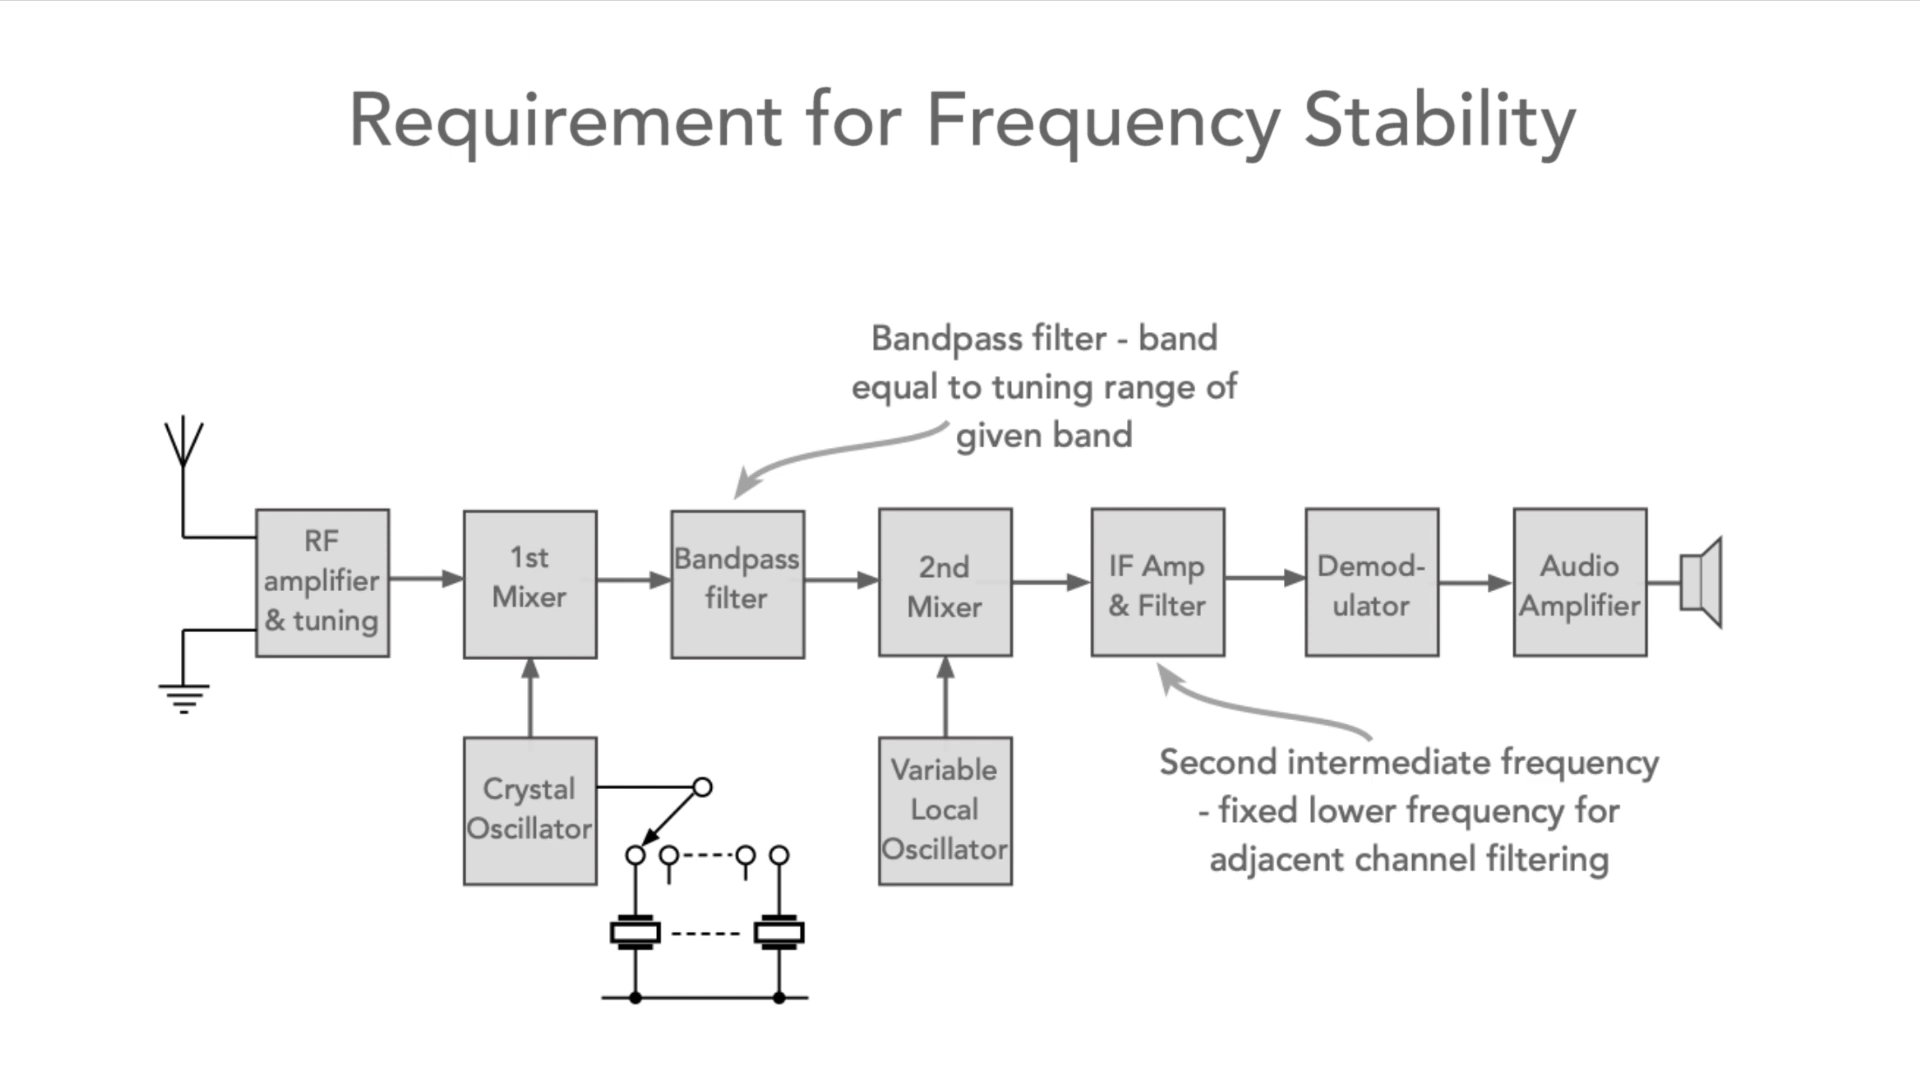 Requirement for Frequency Stability
Bandpass filter - band
equal to tuning range of
given band
RF
amplifier
& tuning
1st
Mixer
Bandpass
filter
2nd
Mixer
IF Amp
& Filter
Demod-
ulator
Audio
Amplifier
Crystal
Oscillator
Variable
Local
Oscillator
Second intermediate frequency
- fixed lower frequency for
adjacent channel filtering